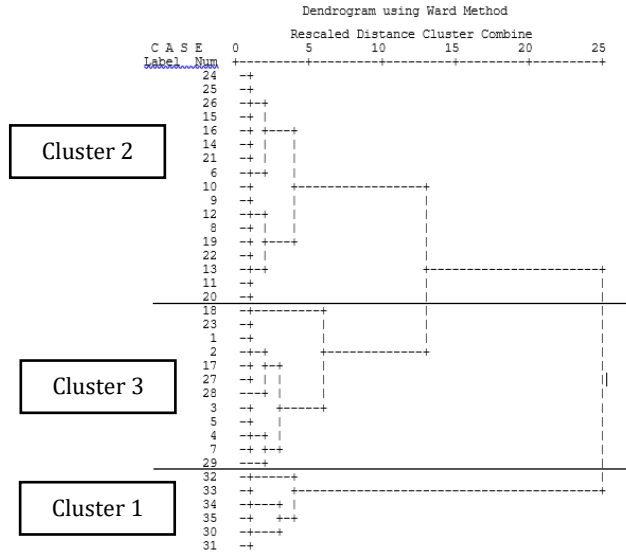 Dendrogram using Ward Method
Rescaled Distance Cluster Combine
C A S E 0 5 10 15 20 25
Label Num +---------+---------+---------+---------+---------+
24 -+
25 -+
26 -+-+
15 -+ |
16 -+ +---+
14 -+ | |
21 -+ | |
6 -+-+ |
10 -+ +-----------------+
9 -+ | |
12 -+-+ | |
8 -+ | | |
19 -+ +---+ |
22 -+ | |
13 -+-+ +-----------------------+
11 -+ | |
20 -+ | |
18 -+---------+ | |
23 -+ | | |
1 -+ | | |
2 -+-+ +-------------+ |
17 -+ +-+ | |
27 -+ | | | |
28 ---+ | | |
3 -+ +-----+ |
5 -+ | |
4 -+-+ | |
7 -+ +-+ |
29 ---+ |
32 -+-----+ |
33 -+ +-----------------------------------------+
34 -+---+ |
35 -+ +-+
30 -+---+
31 -+
Cluster 2
Cluster 3
Cluster 1